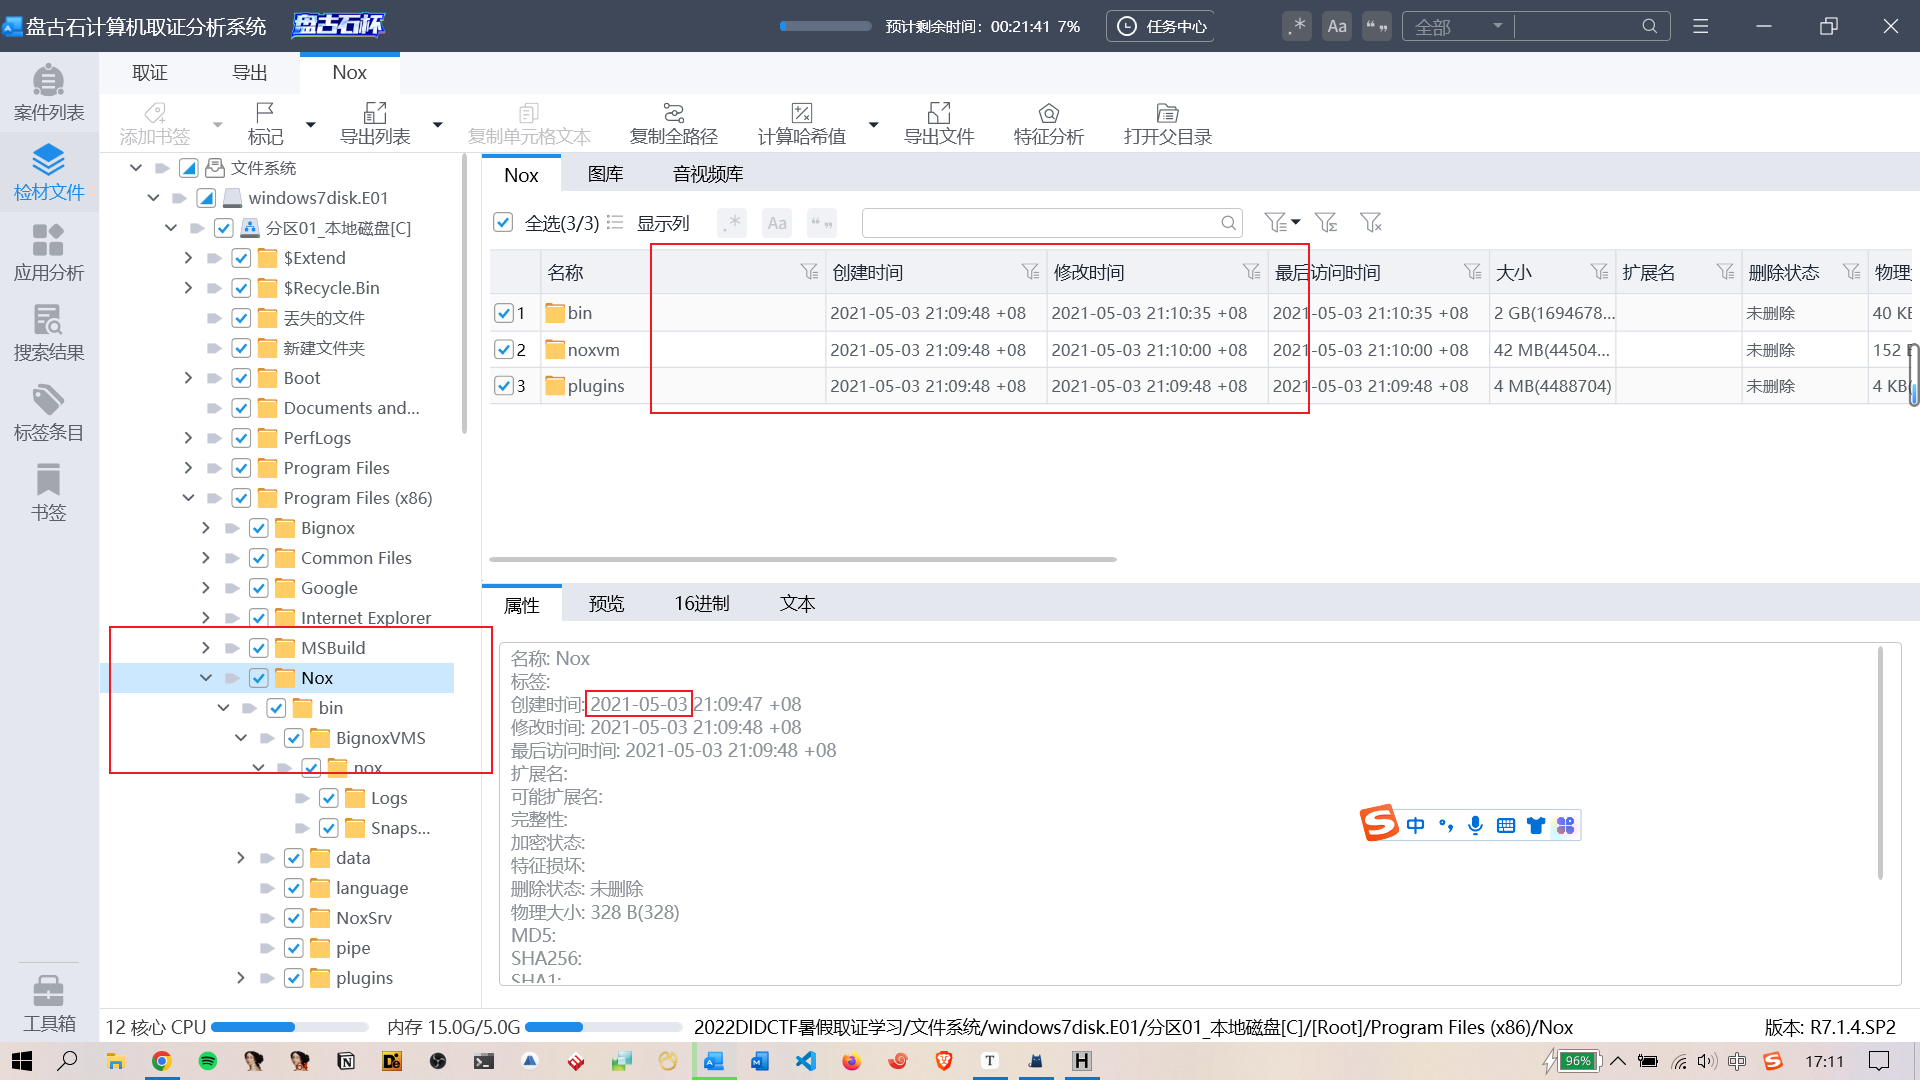 盘古石计算机取证分析系统
盘古石杯
预计剩余时间: 00:21:41 7%
任务中心
.*
Aa
全部
取证
导出
Nox
添加书签
标记
导出列表
复制单元格文本
复制全路径
计算哈希值
导出文件
特征分析
打开父目录
案件列表
检材文件
应用分析
搜索结果
标签条目
书签
工具箱
文件系统
windows7disk.E01
分区01_本地磁盘[C]
$Extend
$Recycle.Bin
丢失的文件
新建文件夹
Boot
Documents and...
PerfLogs
Program Files
Program Files (x86)
Bignox
Common Files
Google
Internet Explorer
MSBuild
Nox
bin
BignoxVMS
nox
Logs
Snaps...
data
language
NoxSrv
pipe
plugins
Nox
图库
音视频库
全选(3/3)
显示列
.*
Aa
名称
创建时间
修改时间
最后访问时间
大小
扩展名
删除状态
1 bin 2021-05-03 21:09:48 +08 2021-05-03 21:10:35 +08 2021-05-03 21:10:35 +08 2 GB(1694678... 未删除 40 KE
2 noxvm 2021-05-03 21:09:48 +08 2021-05-03 21:10:00 +08 2021-05-03 21:10:00 +08 42 MB(44504... 未删除 152
3 plugins 2021-05-03 21:09:48 +08 2021-05-03 21:09:48 +08 2021-05-03 21:09:48 +08 4 MB(4488704) 未删除 4 KB
属性
预览
16进制
文本
名称: Nox
标签:
创建时间: 2021-05-03 21:09:47 +08
修改时间: 2021-05-03 21:09:48 +08
最后访问时间: 2021-05-03 21:09:48 +08
扩展名:
可能扩展名:
完整性:
加密状态:
特征损坏:
删除状态: 未删除
物理大小: 328 B(328)
MD5:
SHA256:
SHA1:
中
12 核心 CPU
内存 15.0G/5.0G
2022DIDCTF暑假取证学习/文件系统/windows7disk.E01/分区01_本地磁盘[C]/[Root]/Program Files (x86)/Nox
版本: R7.1.4.SP2
96%
中
17:11